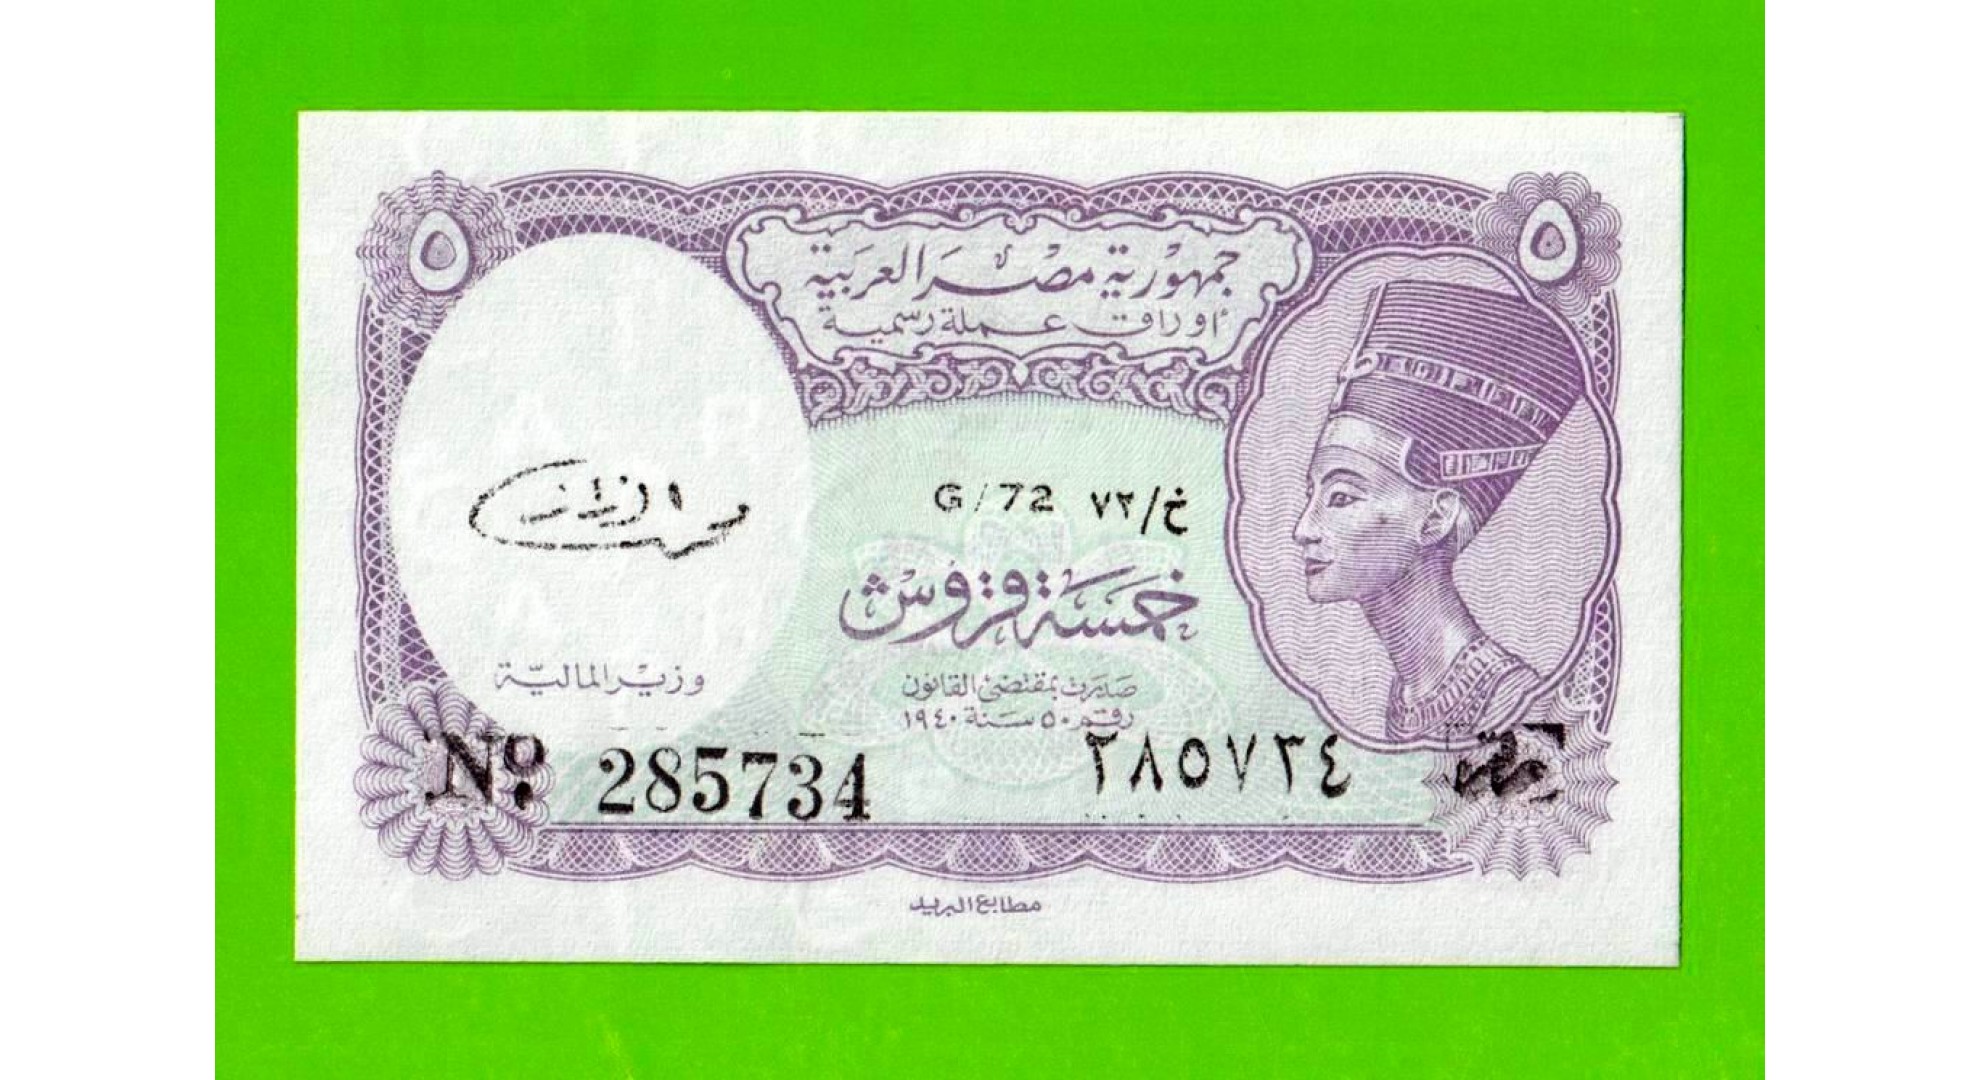 ٥ ٥
جمهورية مصر العربية
أوراق عملة رسمية
G/72 خ/٧٢
خمسة قروش
وزير المالية
صدرت بمقتضى القانون
رقم ٥٠ سنة ١٩٤٠
No 285734 ٢٨٥٧٣٤
مطابع البريد